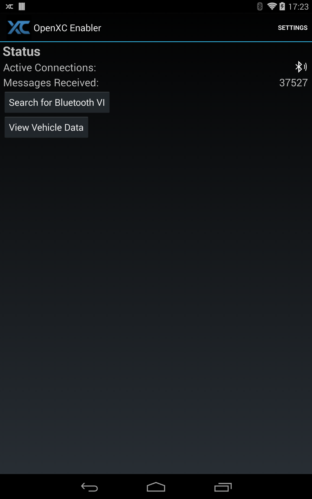 17:23
XC OpenXC Enabler
SETTINGS
Status
Active Connections:
Messages Received: 37527
Search for Bluetooth VI
View Vehicle Data